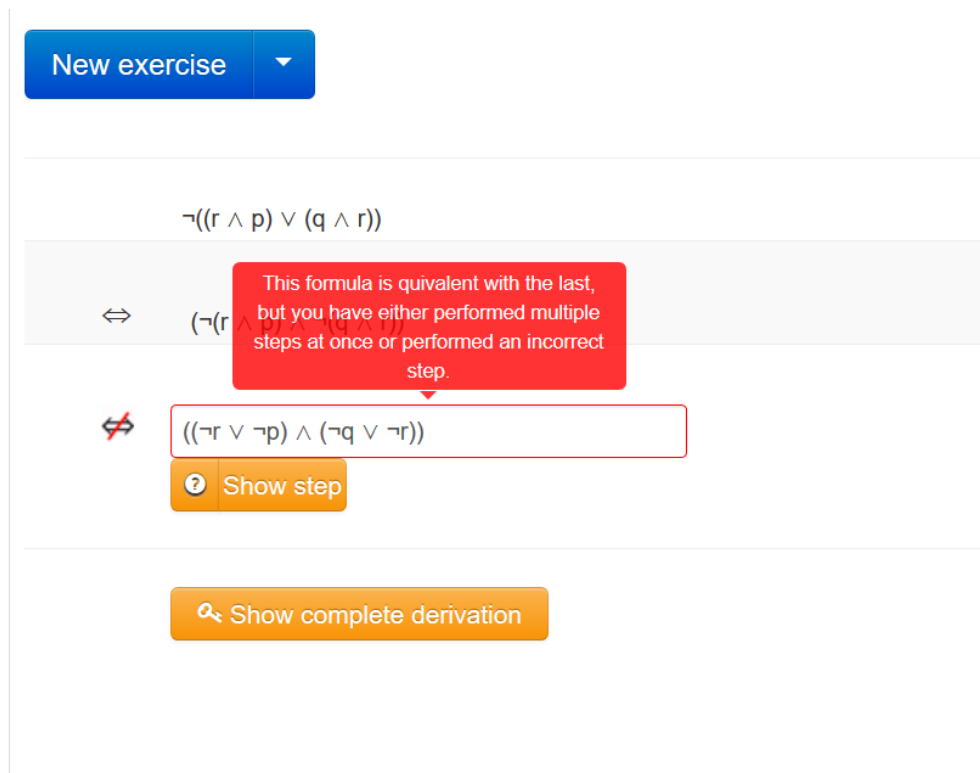 New exercise
¬((r ∧ p) ∨ (q ∧ r))
This formula is quivalent with the last,
but you have either performed multiple
steps at once or performed an incorrect
step.
⇔ (¬(r ∧ p) ∧ ¬(q ∧ r))
((¬r ∨ ¬p) ∧ (¬q ∨ ¬r))
Show step
Show complete derivation